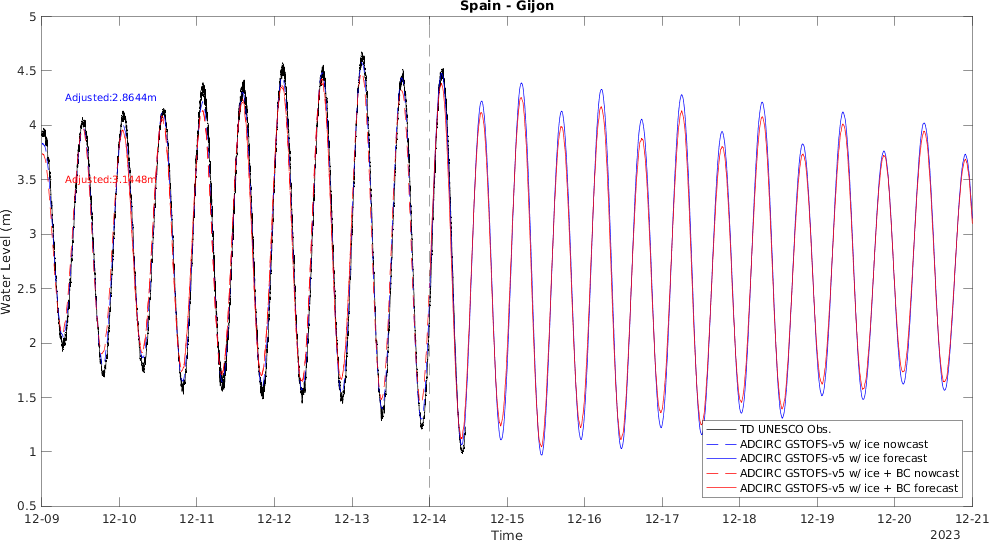 Spain - Gijon
5
4.5
4
3.5
3
2.5
2
1.5
1
0.5
Water Level (m)
Adjusted:2.8644m
Adjusted:3.1448m
TD UNESCO Obs.
ADCIRC GSTOFS-v5 w/ ice nowcast
ADCIRC GSTOFS-v5 w/ ice forecast
ADCIRC GSTOFS-v5 w/ ice + BC nowcast
ADCIRC GSTOFS-v5 w/ ice + BC forecast
12-09 12-10 12-11 12-12 12-13 12-14 12-15 12-16 12-17 12-18 12-19 12-20 12-21
Time
2023